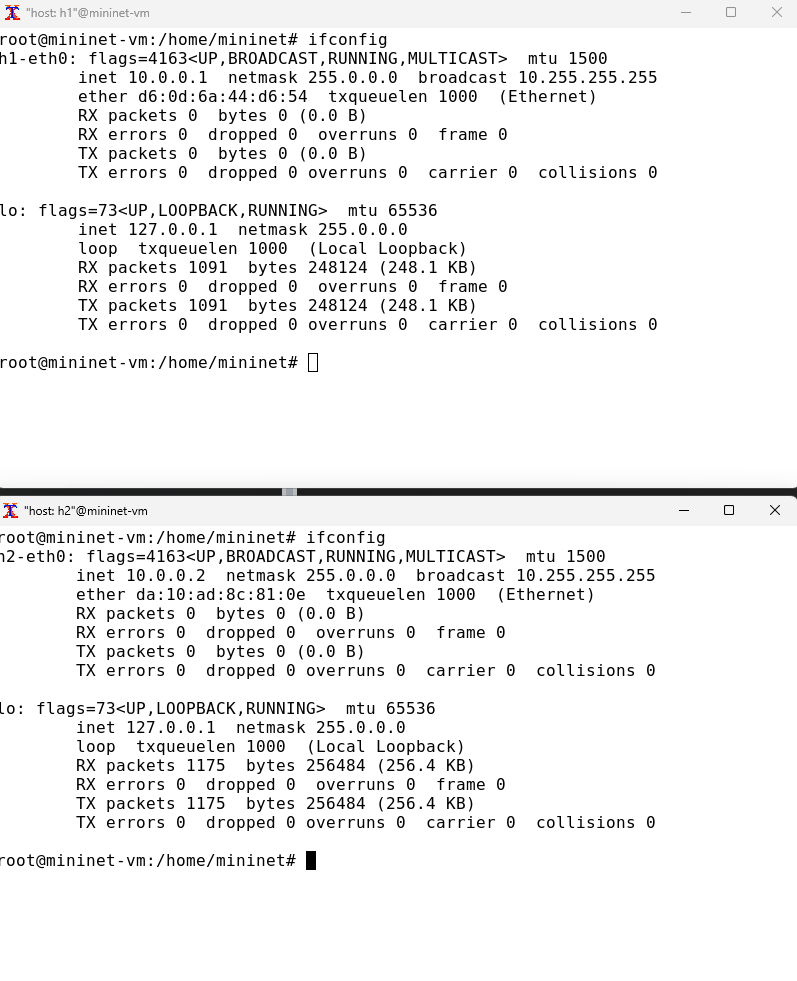 "host: h1"@mininet-vm
root@mininet-vm:/home/mininet# ifconfig
h1-eth0: flags=4163<UP,BROADCAST,RUNNING,MULTICAST>  mtu 1500
        inet 10.0.0.1  netmask 255.0.0.0  broadcast 10.255.255.255
        ether d6:0d:6a:44:d6:54  txqueuelen 1000  (Ethernet)
        RX packets 0  bytes 0 (0.0 B)
        RX errors 0  dropped 0  overruns 0  frame 0
        TX packets 0  bytes 0 (0.0 B)
        TX errors 0  dropped 0 overruns 0  carrier 0  collisions 0

lo: flags=73<UP,LOOPBACK,RUNNING>  mtu 65536
        inet 127.0.0.1  netmask 255.0.0.0
        loop  txqueuelen 1000  (Local Loopback)
        RX packets 1091  bytes 248124 (248.1 KB)
        RX errors 0  dropped 0  overruns 0  frame 0
        TX packets 1091  bytes 248124 (248.1 KB)
        TX errors 0  dropped 0 overruns 0  carrier 0  collisions 0

root@mininet-vm:/home/mininet#
"host: h2"@mininet-vm
root@mininet-vm:/home/mininet# ifconfig
h2-eth0: flags=4163<UP,BROADCAST,RUNNING,MULTICAST>  mtu 1500
        inet 10.0.0.2  netmask 255.0.0.0  broadcast 10.255.255.255
        ether da:10:ad:8c:81:0e  txqueuelen 1000  (Ethernet)
        RX packets 0  bytes 0 (0.0 B)
        RX errors 0  dropped 0  overruns 0  frame 0
        TX packets 0  bytes 0 (0.0 B)
        TX errors 0  dropped 0 overruns 0  carrier 0  collisions 0

lo: flags=73<UP,LOOPBACK,RUNNING>  mtu 65536
        inet 127.0.0.1  netmask 255.0.0.0
        loop  txqueuelen 1000  (Local Loopback)
        RX packets 1175  bytes 256484 (256.4 KB)
        RX errors 0  dropped 0  overruns 0  frame 0
        TX packets 1175  bytes 256484 (256.4 KB)
        TX errors 0  dropped 0 overruns 0  carrier 0  collisions 0

root@mininet-vm:/home/mininet#